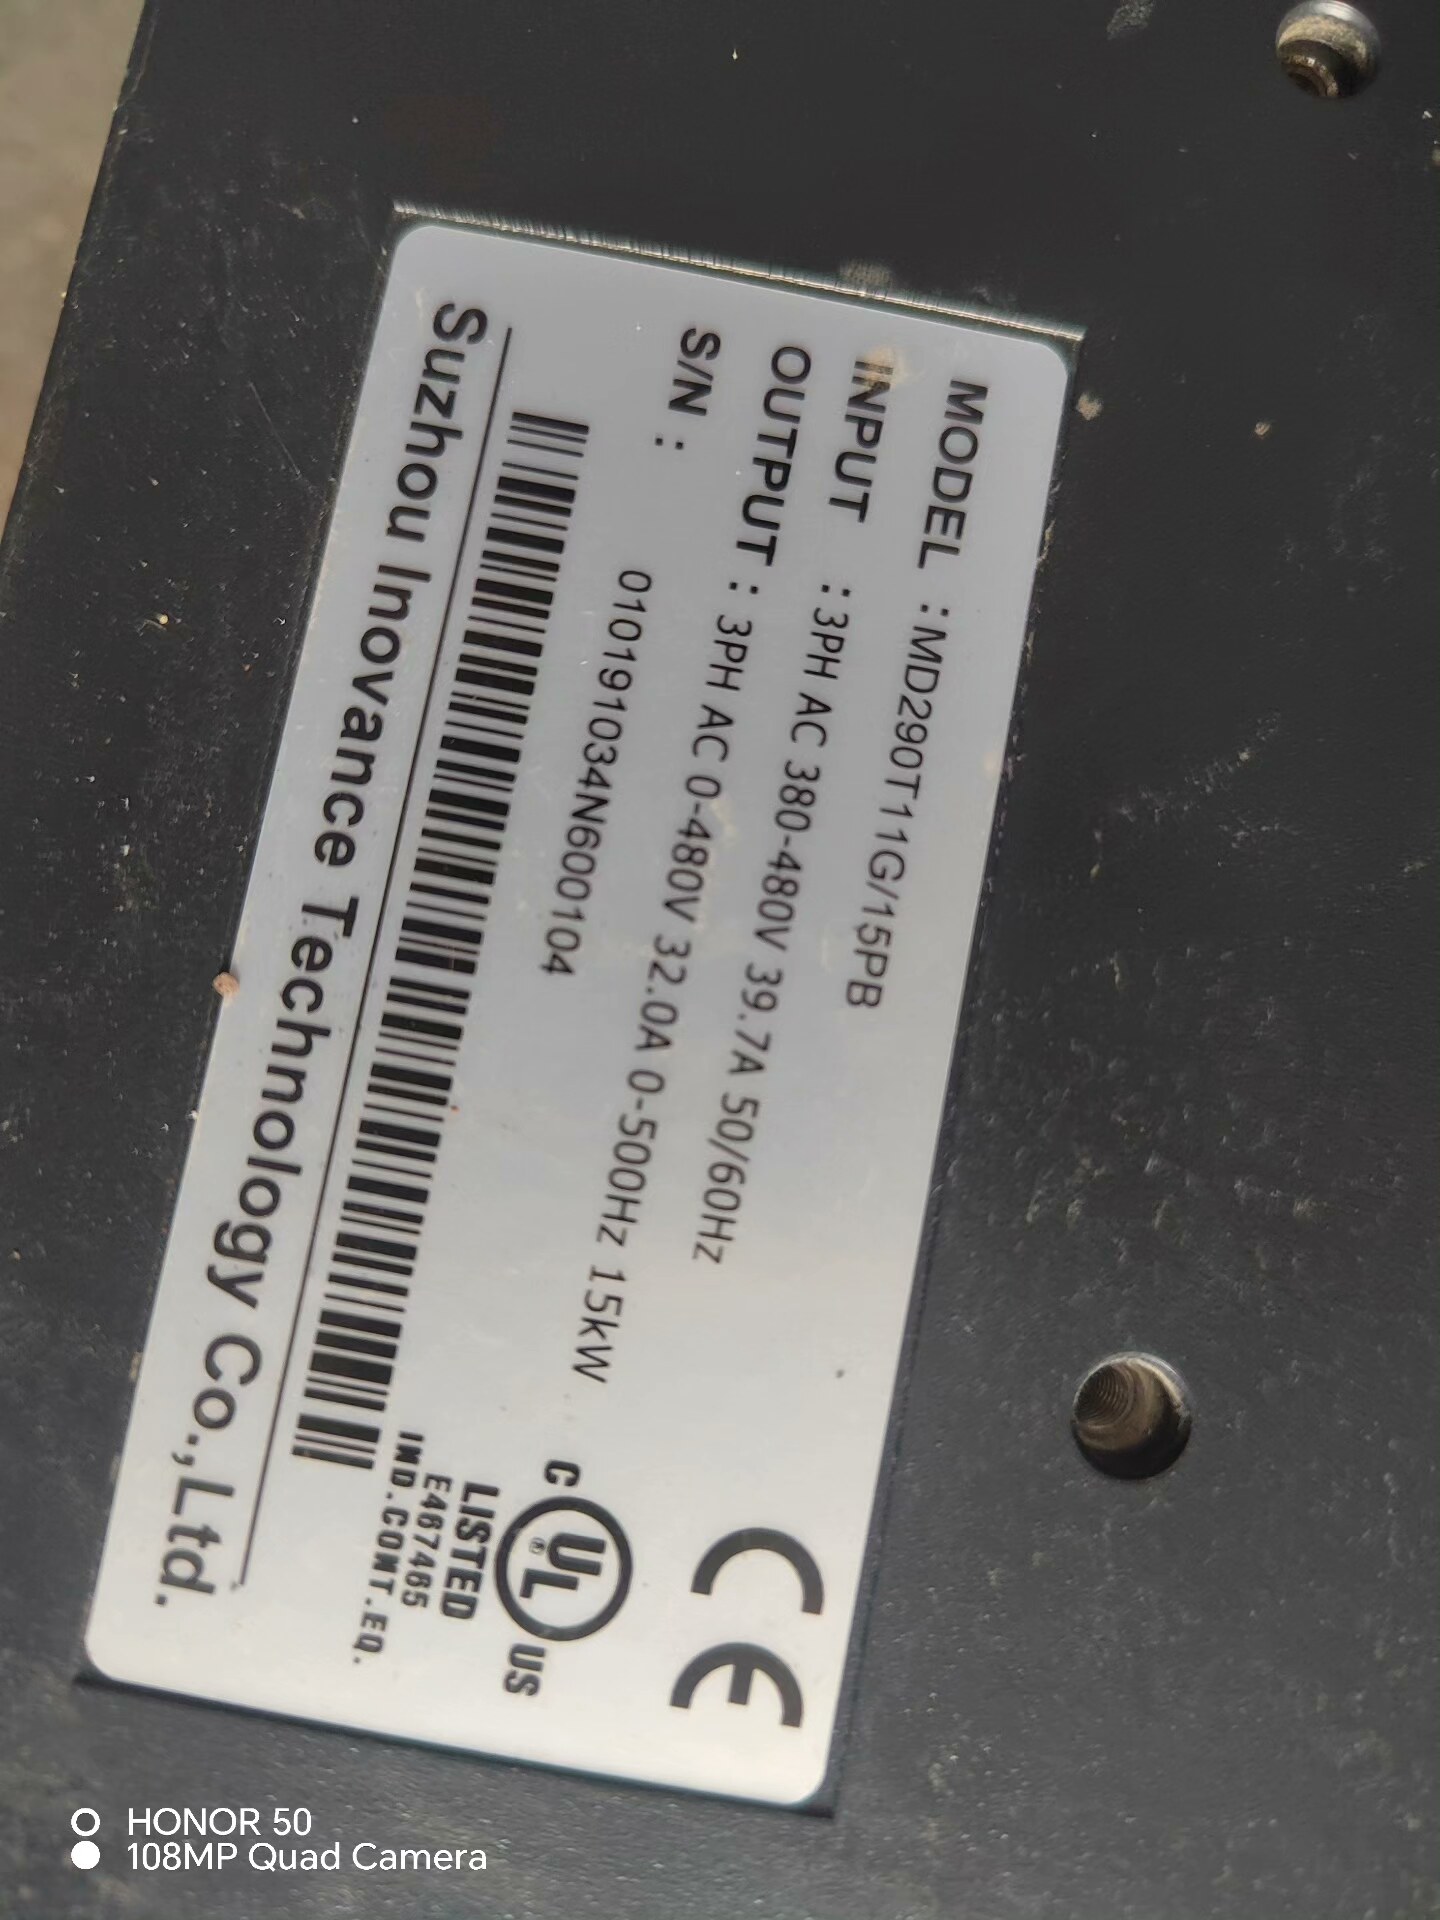 MODEL : MD290T11G/15PB
INPUT : 3PH AC 380-480V 39.7A 50/60Hz
OUTPUT : 3PH AC 0-480V 32.0A 0-500Hz 15kW
S/N :
010191034N600104
Suzhou Inovance Technology Co.,Ltd.
CE
C UL® US
LISTED
E467465
IND.CONT.EQ.
HONOR 50
108MP Quad Camera